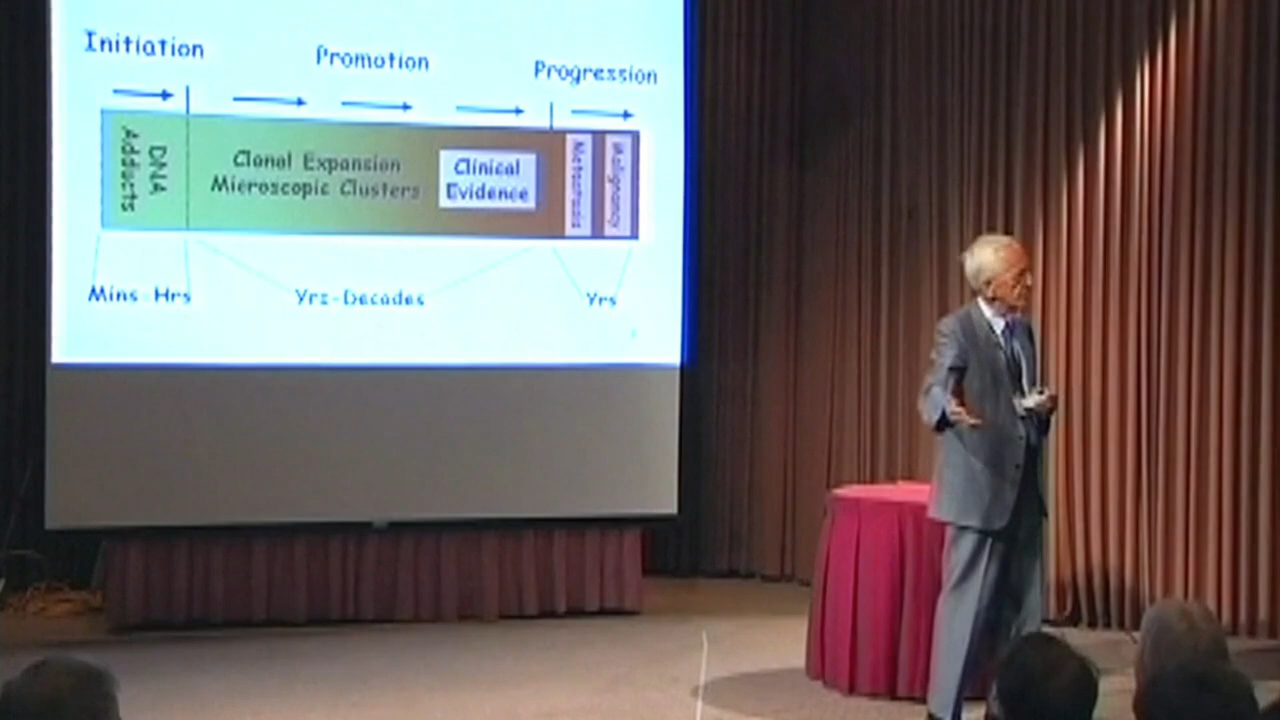 Initiation
Promotion
Progression
DNA
Adducts
Clonal Expansion
Microscopic Clusters
Clinical
Evidence
Metastasis
Malignancy
Mins-Hrs
Yrs-Decades
Yrs